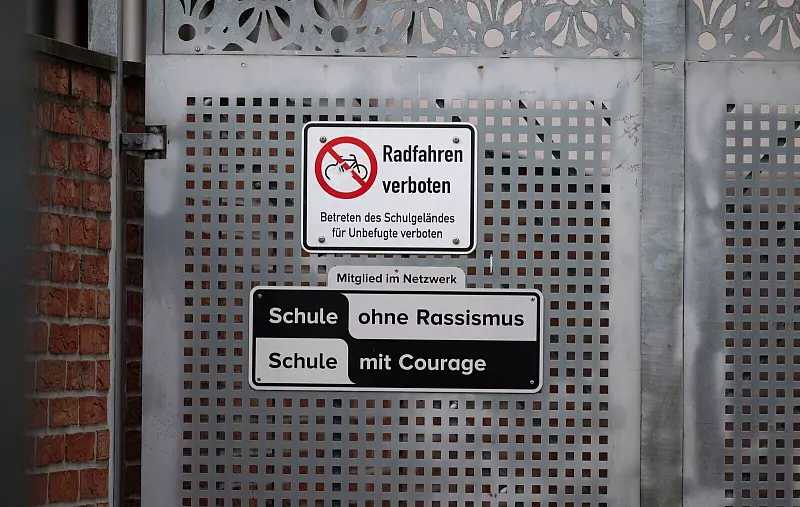 Radfahren
verboten
Betreten des Schulgeländes
für Unbefugte verboten
Mitglied im Netzwerk
Schule ohne Rassismus
Schule mit Courage